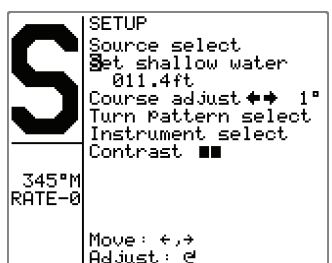 S
345°M
RATE-0
SETUP
Source select
Set shallow water
011.4ft
Course adjust ←→ 1°
Turn pattern select
Instrument select
Contrast ■■
Move: ←,→
Adjust: ↻